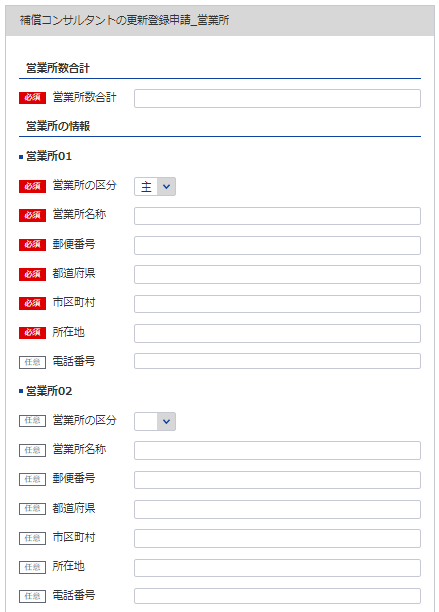 補償コンサルタントの更新登録申請_営業所
営業所数合計
必須 営業所数合計
営業所の情報
営業所01
必須 営業所の区分 主
必須 営業所名称
必須 郵便番号
必須 都道府県
必須 市区町村
必須 所在地
任意 電話番号
営業所02
任意 営業所の区分
任意 営業所名称
任意 郵便番号
任意 都道府県
任意 市区町村
任意 所在地
任意 電話番号